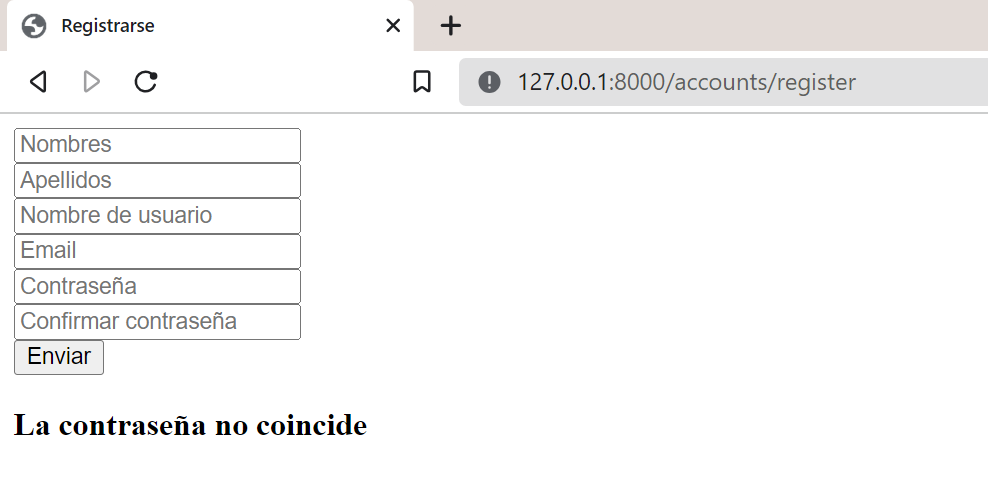 Registrarse
127.0.0.1:8000/accounts/register
Nombres
Apellidos
Nombre de usuario
Email
Contraseña
Confirmar contraseña
Enviar
La contraseña no coincide